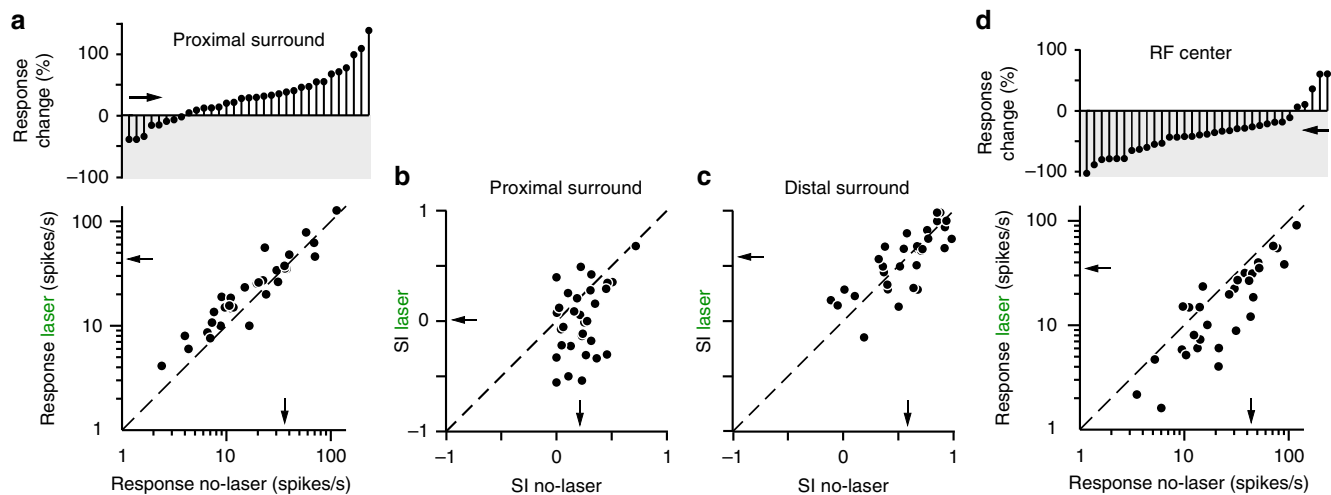 a
Proximal surround
Response
change (%)
100
0
−100
Response laser (spikes/s)
100
10
1
1
10
100
Response no-laser (spikes/s)
b
Proximal surround
SI laser
1
0
−1
−1
0
1
SI no-laser
c
Distal surround
SI laser
−1
0
1
SI no-laser
d
RF center
Response
change (%)
100
0
−100
Response laser (spikes/s)
100
10
1
1
10
100
Response no-laser (spikes/s)